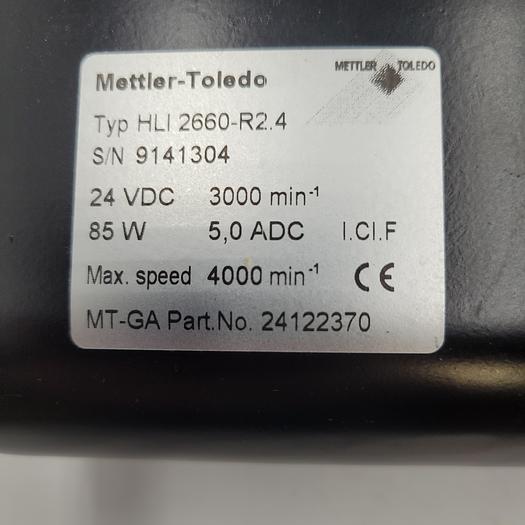 Mettler-Toledo
METTLER TOLEDO
Typ HLI 2660-R2.4
S/N 9141304
24 VDC 3000 min⁻¹
85 W 5,0 ADC I.Cl.F
Max. speed 4000 min⁻¹ CE
MT-GA Part.No. 24122370